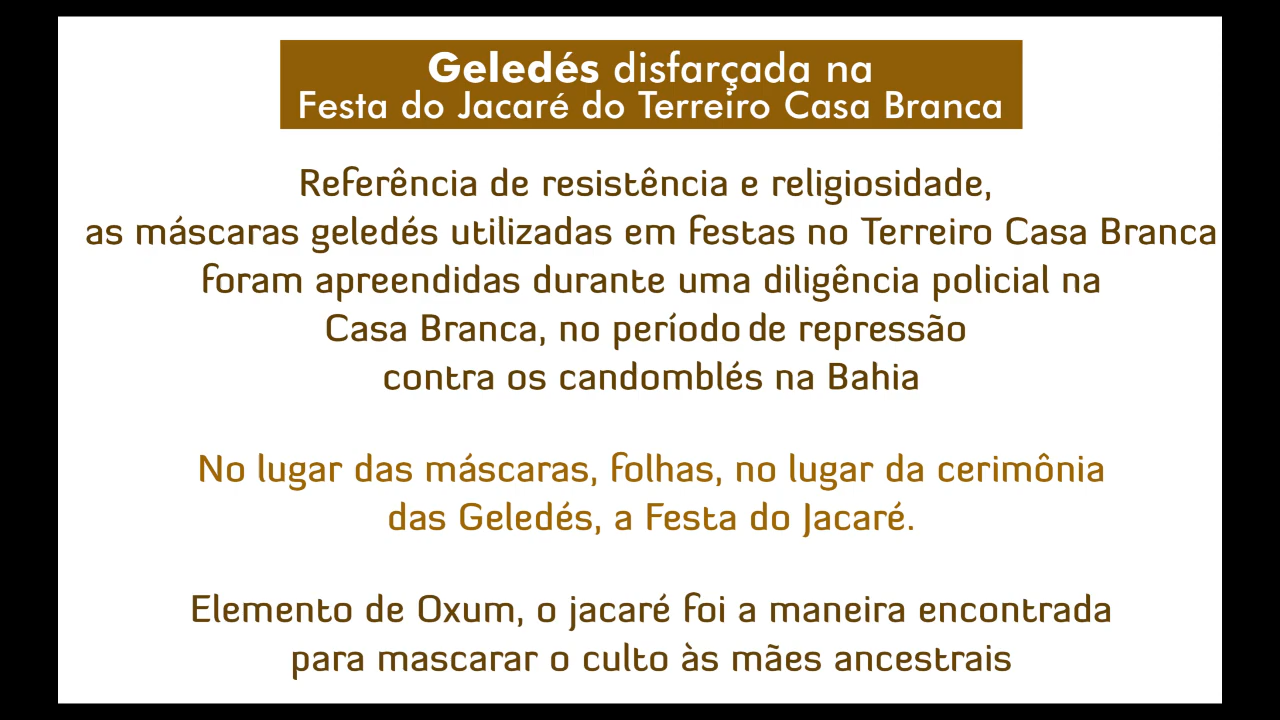 Geledés disfarçada na
Festa do Jacaré do Terreiro Casa Branca
Referência de resistência e religiosidade,
as máscaras geledés utilizadas em festas no Terreiro Casa Branca
foram apreendidas durante uma diligência policial na
Casa Branca, no período de repressão
contra os candomblés na Bahia
No lugar das máscaras, folhas, no lugar da cerimônia
das Geledés, a Festa do Jacaré.
Elemento de Oxum, o jacaré foi a maneira encontrada
para mascarar o culto às mães ancestrais